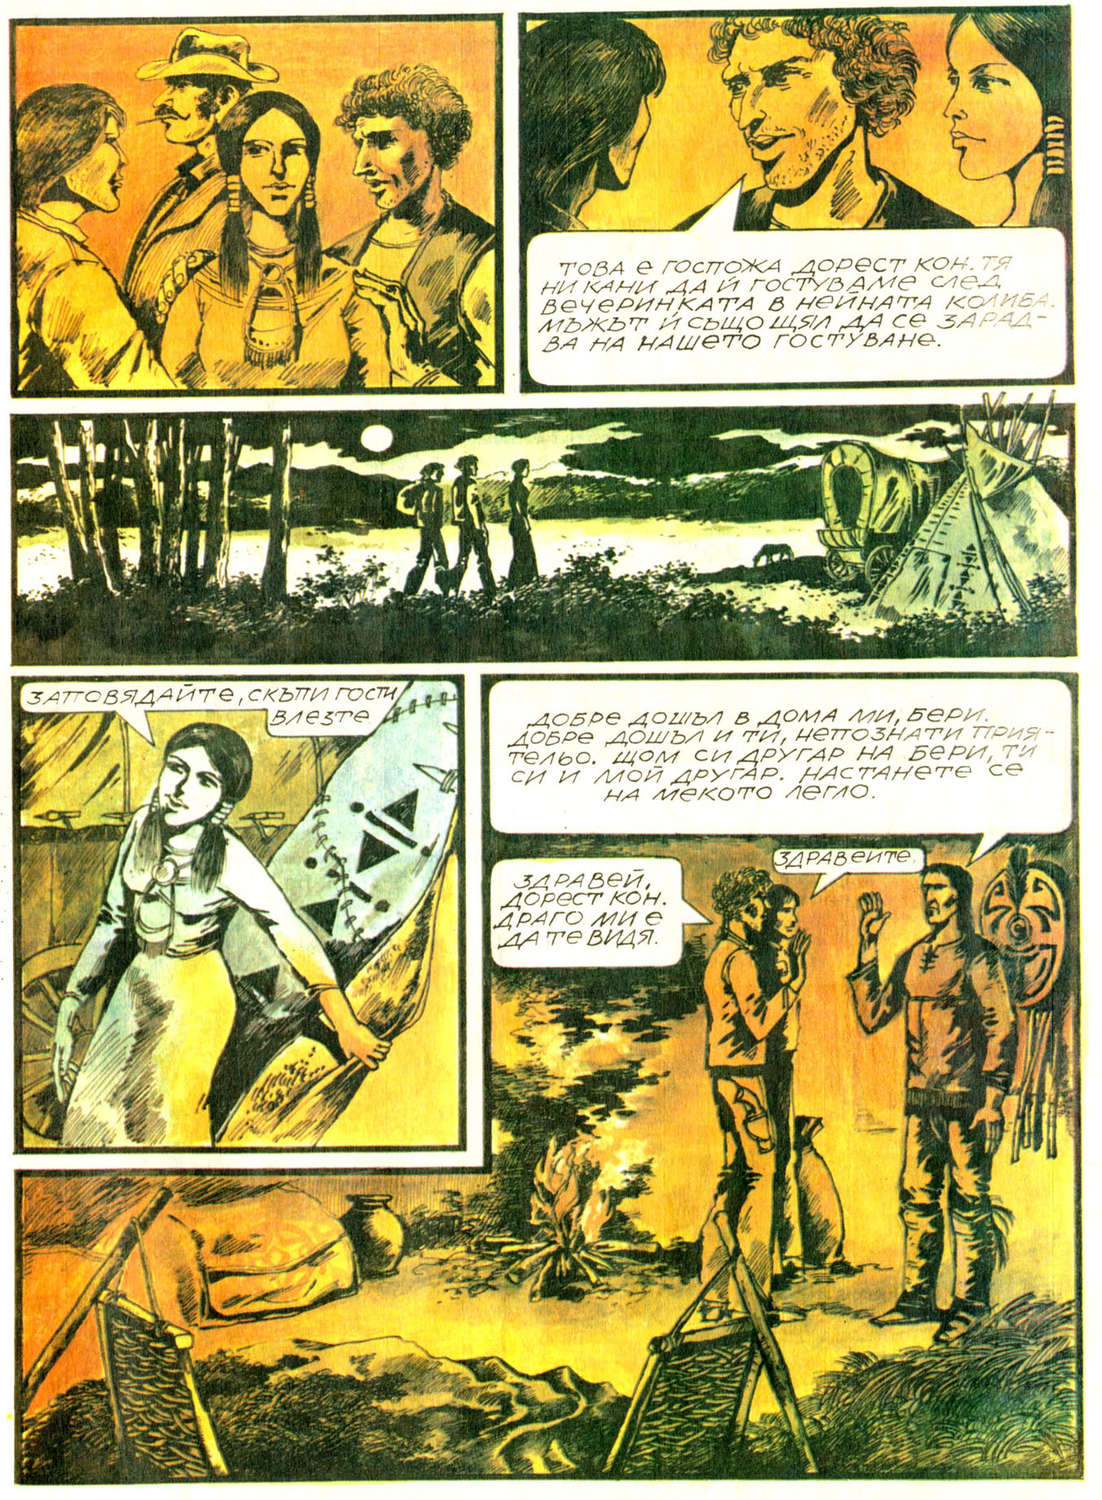 ТОВА Е ГОСПОЖА ДОРЕСТ КОН. ТЯ
НИ КАНИ ДА Й ГОСТУВАМЕ СЛЕД
ВЕЧЕРИНКАТА В НЕЙНАТА КОЛИБА.
МЪЖЪТ Й СЪЩО ЩЯЛ ДА СЕ ЗАРАД-
ВА НА НАШЕТО ГОСТУВАНЕ.
ЗАПОВЯДАЙТЕ, СКЪПИ ГОСТИ,
ВЛЕЗТЕ
ДОБРЕ ДОШЪЛ В ДОМА МИ, БЕРИ.
ДОБРЕ ДОШЪЛ И ТИ, НЕПОЗНАТИ ПРИЯ-
ТЕЛЬО. ЩОМ СИ ДРУГАР НА БЕРИ, ТИ
СИ И МОЙ ДРУГАР. НАСТАНЕТЕ СЕ
НА МЕКОТО ЛЕГЛО.
ЗДРАВЕЙ,
ДОРЕСТ КОН.
ДРАГО МИ Е
ДА ТЕ ВИДЯ.
ЗДРАВЕИТЕ.